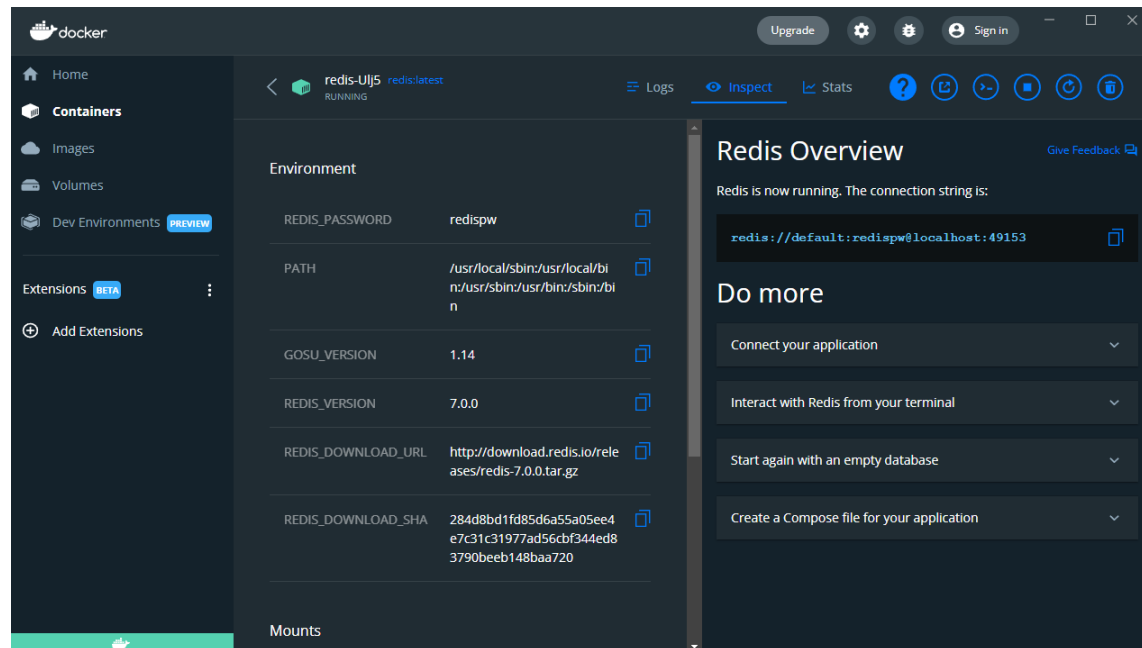 docker
Upgrade
Sign in
Home
Containers
Images
Volumes
Dev Environments PREVIEW
Extensions BETA
Add Extensions
redis-Ulj5 redis:latest
RUNNING
Logs
Inspect
Stats
?
Environment
REDIS_PASSWORD redispw
PATH /usr/local/sbin:/usr/local/bi
n:/usr/sbin:/usr/bin:/sbin:/bi
n
GOSU_VERSION 1.14
REDIS_VERSION 7.0.0
REDIS_DOWNLOAD_URL http://download.redis.io/rele
ases/redis-7.0.0.tar.gz
REDIS_DOWNLOAD_SHA 284d8bd1fd85d6a55a05ee4
e7c31c31977ad56cbf344ed8
3790beeb148baa720
Mounts
Redis Overview
Give Feedback
Redis is now running. The connection string is:
redis://default:redispw@localhost:49153
Do more
Connect your application
Interact with Redis from your terminal
Start again with an empty database
Create a Compose file for your application